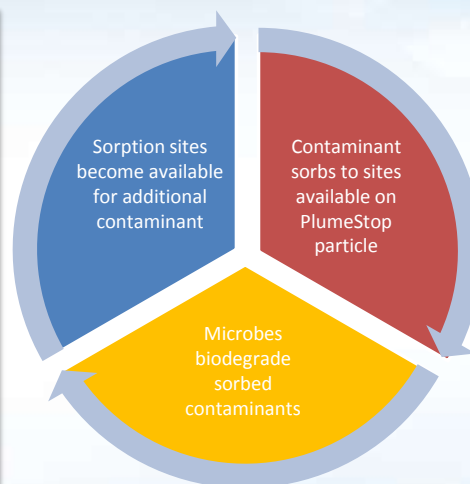 Sorption sites
become available
for additional
contaminant
Contaminant
sorbs to sites
available on
PlumeStop
particle
Microbes
biodegrade
sorbed
contaminants